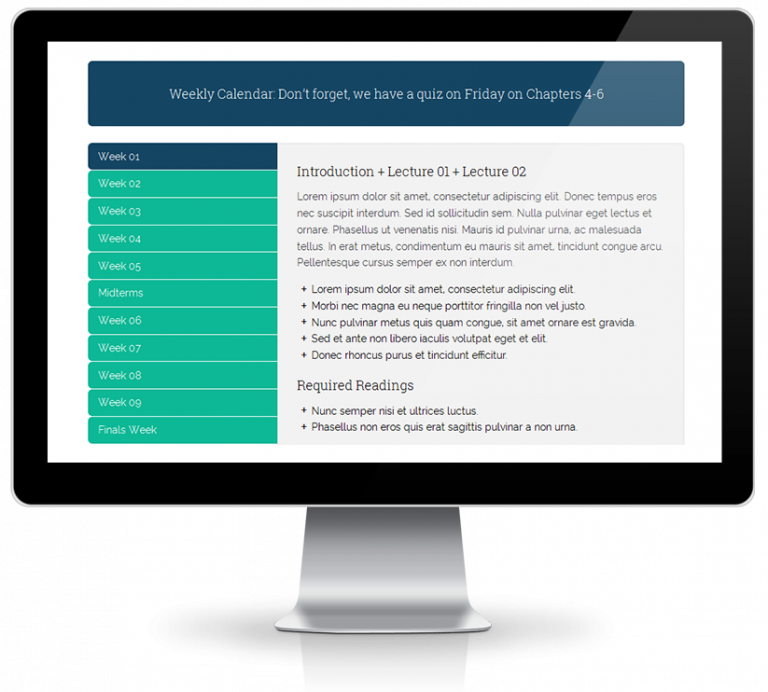 Weekly Calendar: Don't forget, we have a quiz on Friday on Chapters 4-6
Week 01
Week 02
Week 03
Week 04
Week 05
Midterms
Week 06
Week 07
Week 08
Week 09
Finals Week
Introduction + Lecture 01 + Lecture 02
Lorem ipsum dolor sit amet, consectetur adipiscing elit. Donec tempus eros
nec suscipit interdum. Sed id sollicitudin sem. Nulla pulvinar eget lectus et
ornare. Phasellus ut venenatis nisi. Mauris id pulvinar urna, ac malesuada
tellus. In erat metus, condimentum eu mauris sit amet, tincidunt congue arcu.
Pellentesque cursus semper ex non interdum.
+ Lorem ipsum dolor sit amet, consectetur adipiscing elit.
+ Morbi nec magna eu neque porttitor fringilla non vel justo.
+ Nunc pulvinar metus quis quam congue, sit amet ornare est gravida.
+ Sed et ante non libero iaculis volutpat eget et elit.
+ Donec rhoncus purus et tincidunt efficitur.
Required Readings
+ Nunc semper nisi et ultrices luctus.
+ Phasellus non eros quis erat sagittis pulvinar a non urna.